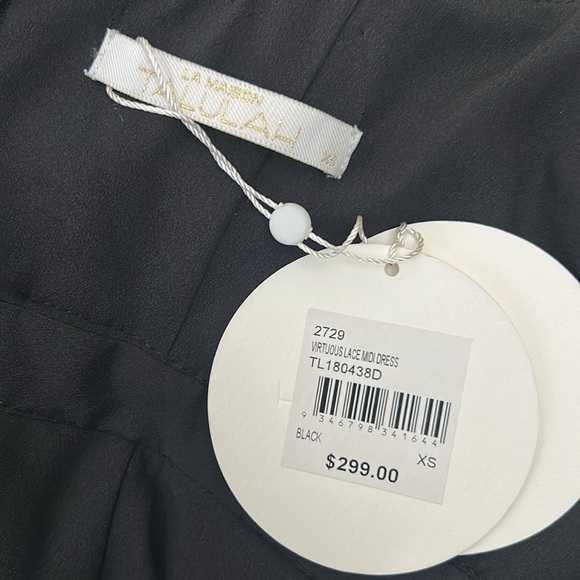 LA MAISON
TALULAH
XS
2729
VIRTUOUS LACE MIDI DRESS
TL180438D
9 346798 341644
BLACK
XS
$299.00